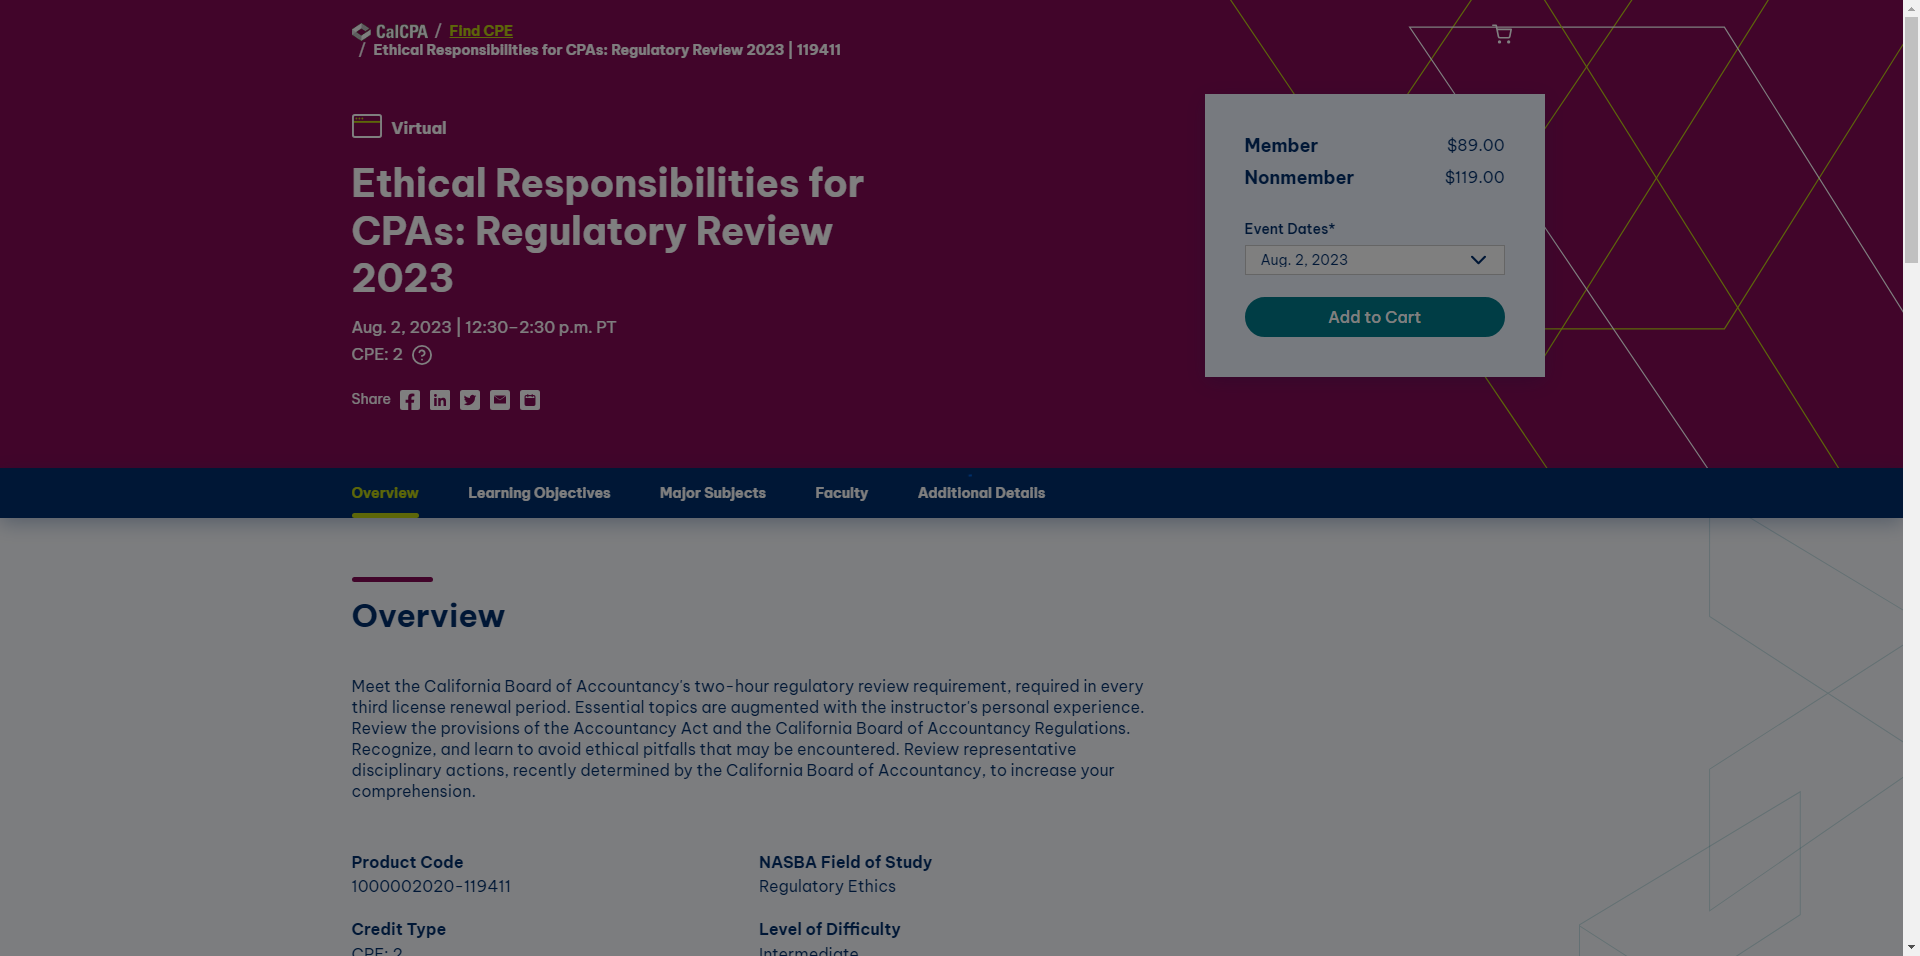 CalCPA / Find CPE
/ Ethical Responsibilities for CPAs: Regulatory Review 2023 | 119411
Virtual
Ethical Responsibilities for
CPAs: Regulatory Review
2023
Aug. 2, 2023 | 12:30–2:30 p.m. PT
CPE: 2
Share
Member $89.00
Nonmember $119.00
Event Dates*
Aug. 2, 2023
Add to Cart
Overview Learning Objectives Major Subjects Faculty Additional Details
Overview
Meet the California Board of Accountancy's two-hour regulatory review requirement, required in every
third license renewal period. Essential topics are augmented with the instructor's personal experience.
Review the provisions of the Accountancy Act and the California Board of Accountancy Regulations.
Recognize, and learn to avoid ethical pitfalls that may be encountered. Review representative
disciplinary actions, recently determined by the California Board of Accountancy, to increase your
comprehension.
Product Code NASBA Field of Study
1000002020-119411 Regulatory Ethics
Credit Type Level of Difficulty
CPE: 2 Intermediate